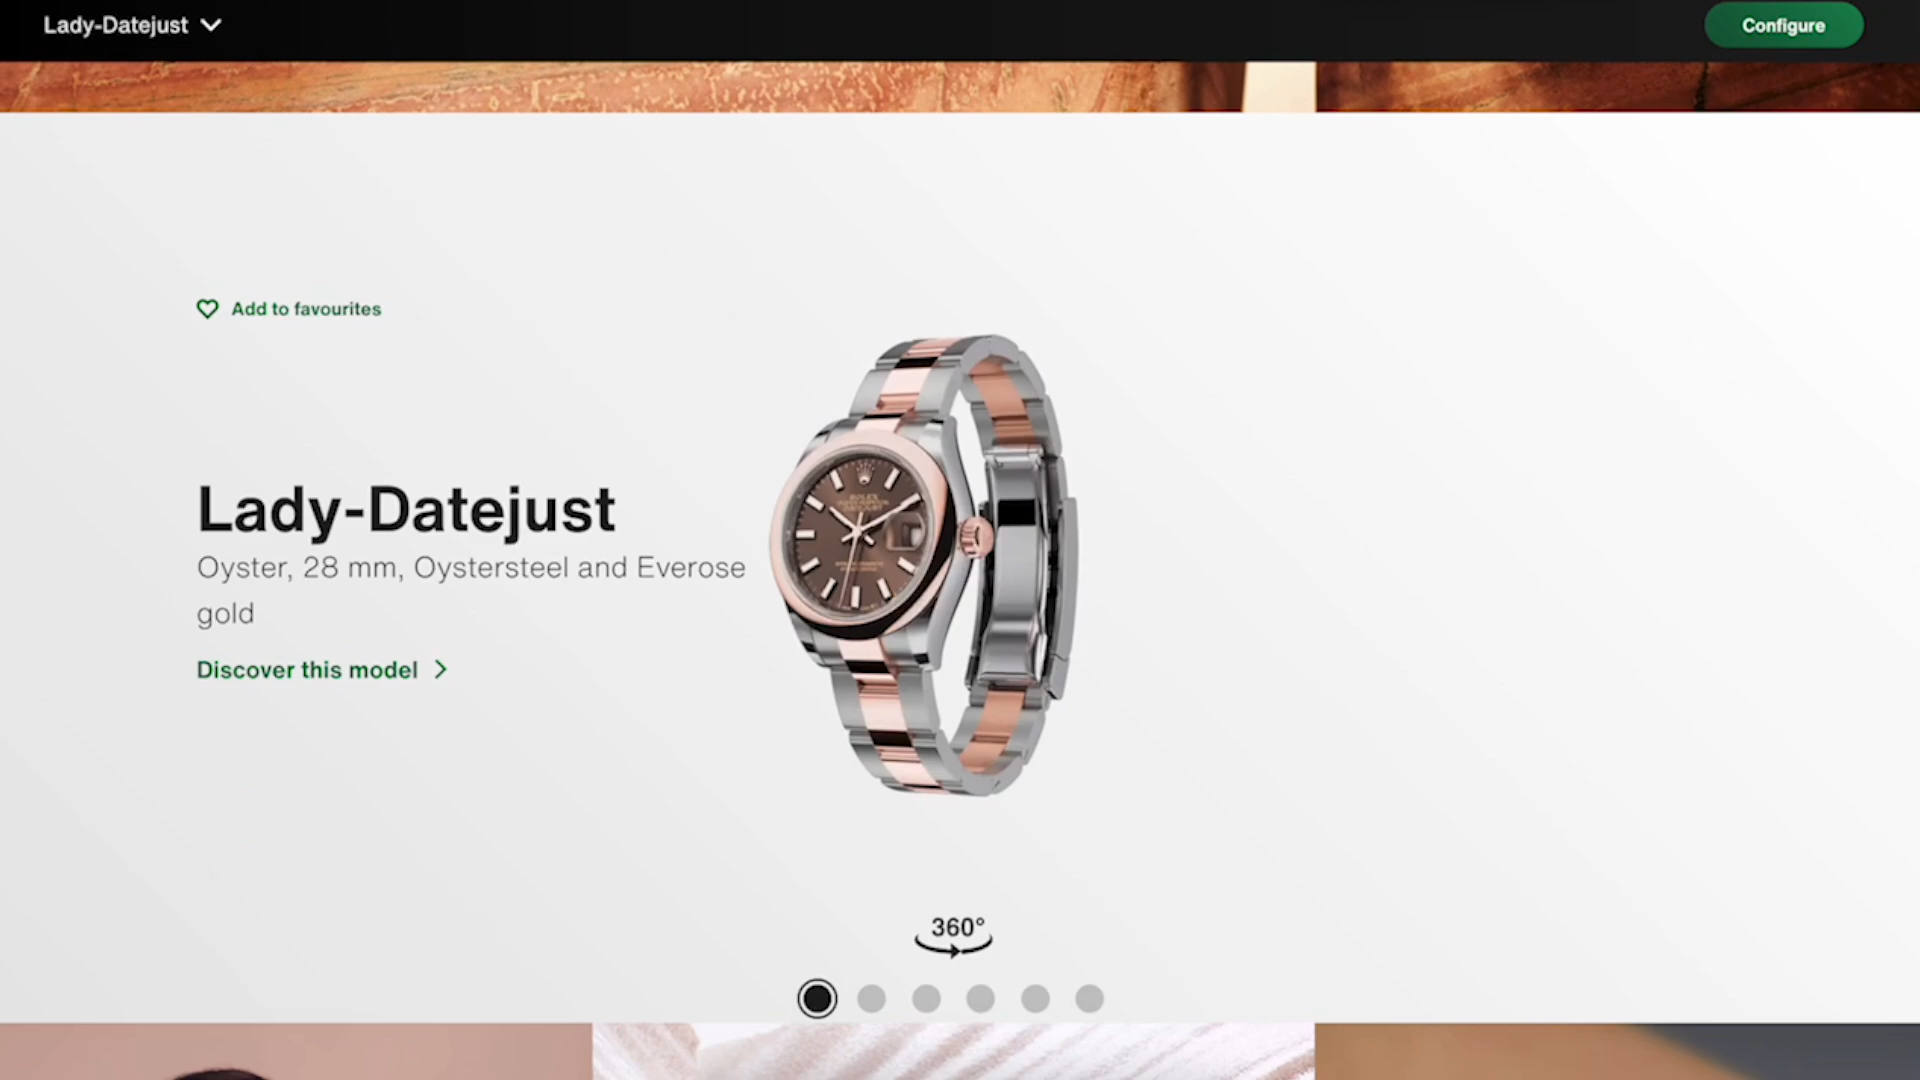 Lady-Datejust
Configure
Add to favourites
Lady-Datejust
Oyster, 28 mm, Oystersteel and Everose
gold
Discover this model
ROLEX
360°